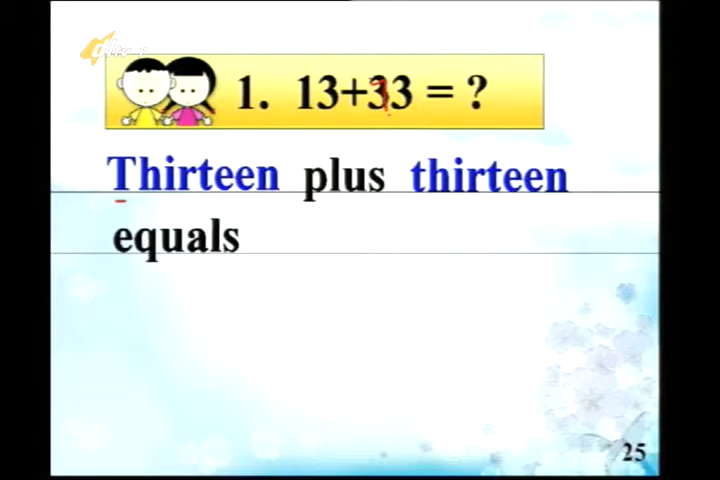 1. 13+33 = ?
Thirteen plus thirteen
equals
25